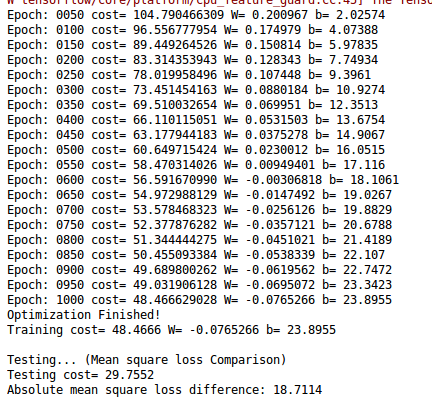 W tensorflow/core/platform/cpu_feature_guard.cc:45] The Tensor
Epoch: 0050 cost= 104.790466309 W= 0.200967 b= 2.02574
Epoch: 0100 cost= 96.556777954 W= 0.174979 b= 4.07388
Epoch: 0150 cost= 89.449264526 W= 0.150814 b= 5.97835
Epoch: 0200 cost= 83.314353943 W= 0.128343 b= 7.74934
Epoch: 0250 cost= 78.019958496 W= 0.107448 b= 9.3961
Epoch: 0300 cost= 73.451454163 W= 0.0880184 b= 10.9274
Epoch: 0350 cost= 69.510032654 W= 0.069951 b= 12.3513
Epoch: 0400 cost= 66.110115051 W= 0.0531503 b= 13.6754
Epoch: 0450 cost= 63.177944183 W= 0.0375278 b= 14.9067
Epoch: 0500 cost= 60.649715424 W= 0.0230012 b= 16.0515
Epoch: 0550 cost= 58.470314026 W= 0.00949401 b= 17.116
Epoch: 0600 cost= 56.591670990 W= -0.00306818 b= 18.1061
Epoch: 0650 cost= 54.972988129 W= -0.0147492 b= 19.0267
Epoch: 0700 cost= 53.578468323 W= -0.0256126 b= 19.8829
Epoch: 0750 cost= 52.377876282 W= -0.0357121 b= 20.6788
Epoch: 0800 cost= 51.344444275 W= -0.0451021 b= 21.4189
Epoch: 0850 cost= 50.455093384 W= -0.0538339 b= 22.107
Epoch: 0900 cost= 49.689800262 W= -0.0619562 b= 22.7472
Epoch: 0950 cost= 49.031906128 W= -0.0695072 b= 23.3423
Epoch: 1000 cost= 48.466629028 W= -0.0765266 b= 23.8955
Optimization Finished!
Training cost= 48.4666 W= -0.0765266 b= 23.8955
Testing... (Mean square loss Comparison)
Testing cost= 29.7552
Absolute mean square loss difference: 18.7114